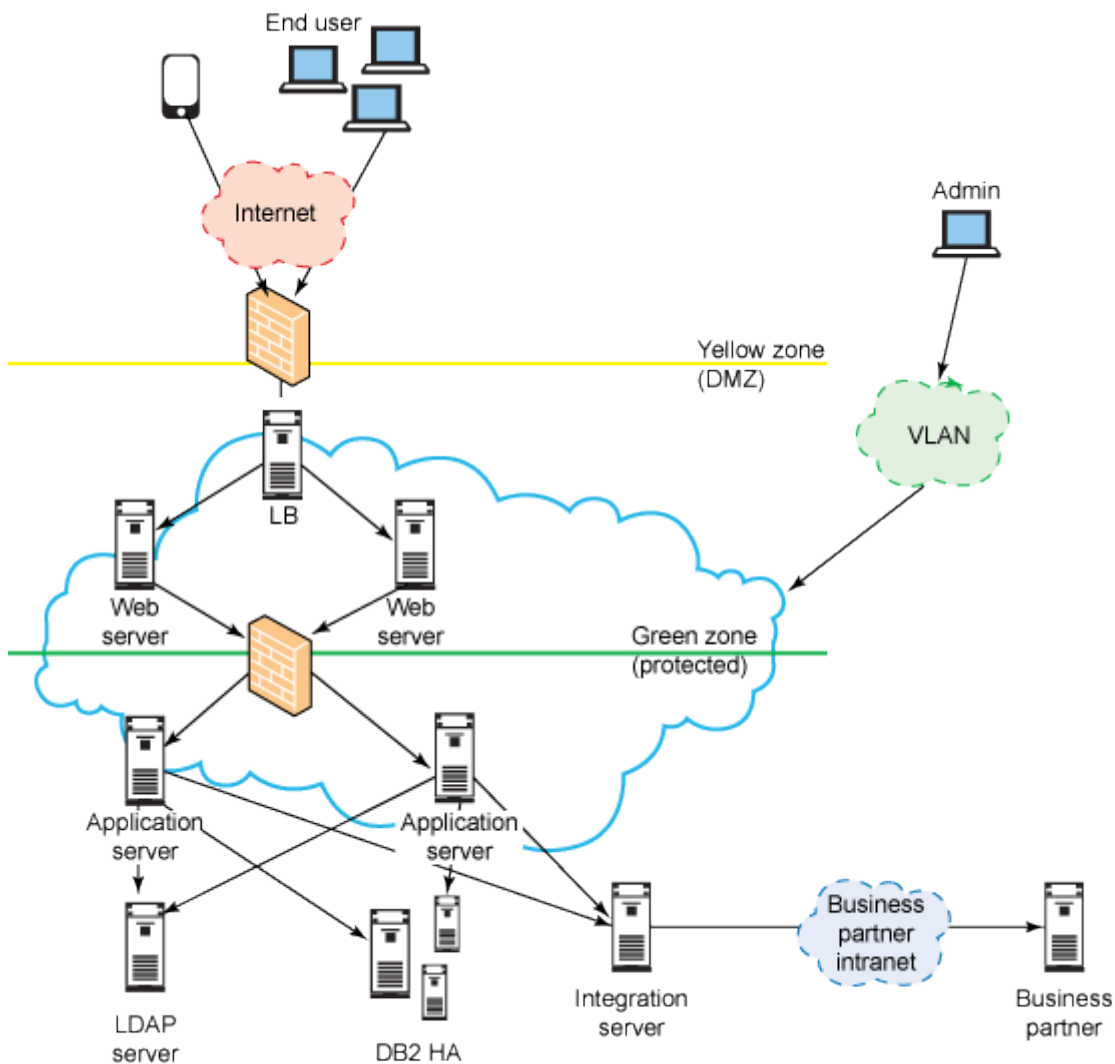 End user
Internet
Admin
Yellow zone
(DMZ)
VLAN
LB
Web
server
Web
server
Green zone
(protected)
Application
server
Application
server
Business
partner
intranet
LDAP
server
DB2 HA
Integration
server
Business
partner